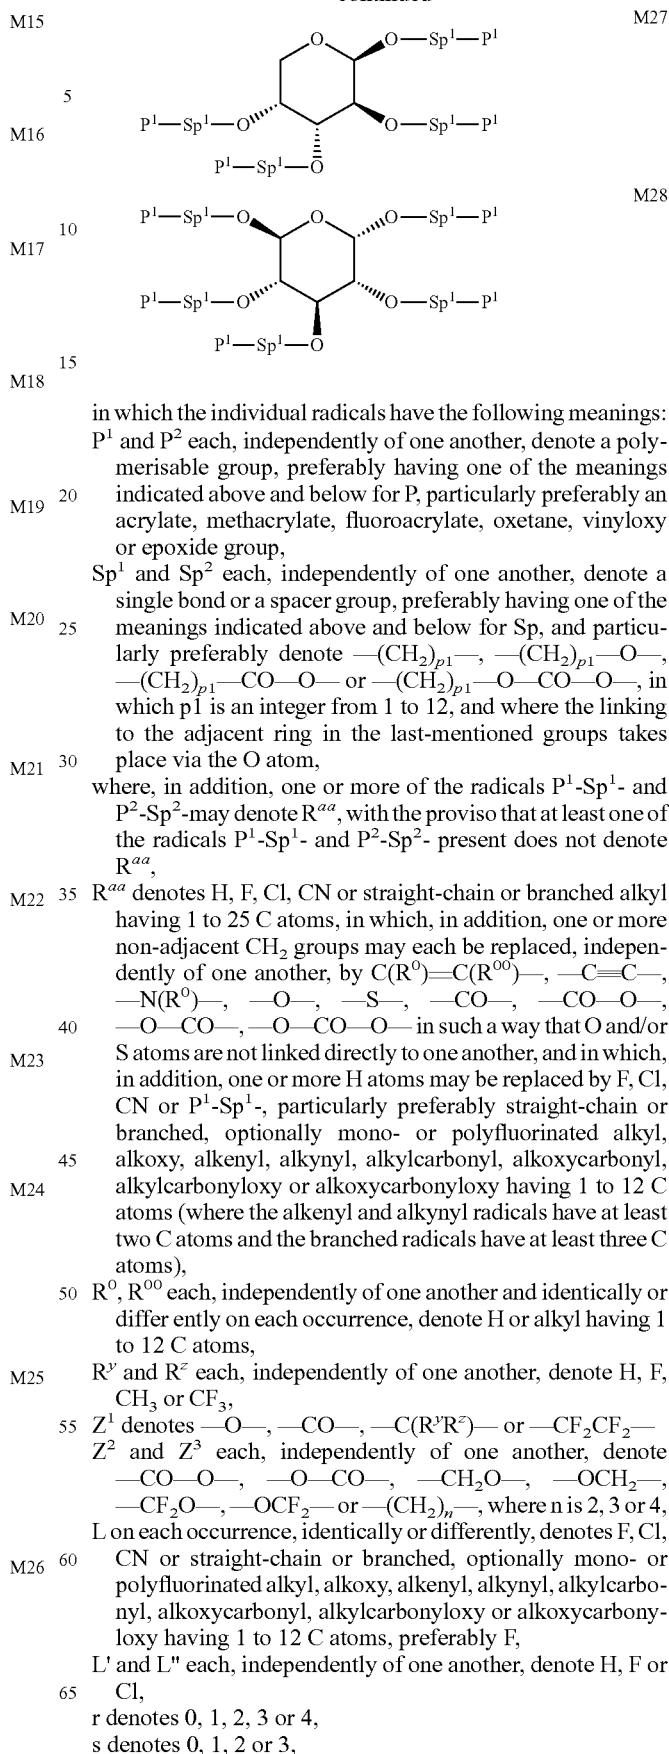 M15
M27
O O—Sp¹—P¹
5
P¹—Sp¹—O O—Sp¹—P¹
M16
P¹—Sp¹—O
M28
P¹—Sp¹—O O O—Sp¹—P¹
10
M17
P¹—Sp¹—O O—Sp¹—P¹
P¹—Sp¹—O
15
M18
in which the individual radicals have the following meanings:
P¹ and P² each, independently of one another, denote a poly-
merisable group, preferably having one of the meanings
M19 20 indicated above and below for P, particularly preferably an
acrylate, methacrylate, fluoroacrylate, oxetane, vinyloxy
or epoxide group,
Sp¹ and Sp² each, independently of one another, denote a
M20 single bond or a spacer group, preferably having one of the
25 meanings indicated above and below for Sp, and particu-
larly preferably denote —(CH₂)ₚ₁—, —(CH₂)ₚ₁—O—,
—(CH₂)ₚ₁—CO—O— or —(CH₂)ₚ₁—O—CO—O—, in
which p1 is an integer from 1 to 12, and where the linking
to the adjacent ring in the last-mentioned groups takes
M21 30 place via the O atom,
where, in addition, one or more of the radicals P¹-Sp¹- and
P²-Sp²-may denote Rᵃᵃ, with the proviso that at least one of
the radicals P¹-Sp¹- and P²-Sp²- present does not denote
Rᵃᵃ,
M22 35 Rᵃᵃ denotes H, F, Cl, CN or straight-chain or branched alkyl
having 1 to 25 C atoms, in which, in addition, one or more
non-adjacent CH₂ groups may each be replaced, indepen-
dently of one another, by C(R⁰)=C(R⁰⁰)—, —C≡C—,
—N(R⁰)—, —O—, —S—, —CO—, —CO—O—,
40 —O—CO—, —O—CO—O— in such a way that O and/or
M23 S atoms are not linked directly to one another, and in which,
in addition, one or more H atoms may be replaced by F, Cl,
CN or P¹-Sp¹-, particularly preferably straight-chain or
branched, optionally mono- or polyfluorinated alkyl,
45 alkoxy, alkenyl, alkynyl, alkylcarbonyl, alkoxycarbonyl,
M24 alkylcarbonyloxy or alkoxycarbonyloxy having 1 to 12 C
atoms (where the alkenyl and alkynyl radicals have at least
two C atoms and the branched radicals have at least three C
atoms),
50 R⁰, R⁰⁰ each, independently of one another and identically or
differ ently on each occurrence, denote H or alkyl having 1
to 12 C atoms,
M25 Rʸ and Rᶻ each, independently of one another, denote H, F,
CH₃ or CF₃,
55 Z¹ denotes —O—, —CO—, —C(RʸRᶻ)— or —CF₂CF₂—
Z² and Z³ each, independently of one another, denote
—CO—O—, —O—CO—, —CH₂O—, —OCH₂—,
—CF₂O—, —OCF₂— or —(CH₂)ₙ—, where n is 2, 3 or 4,
L on each occurrence, identically or differently, denotes F, Cl,
M26 60 CN or straight-chain or branched, optionally mono- or
polyfluorinated alkyl, alkoxy, alkenyl, alkynyl, alkylcarbo-
nyl, alkoxycarbonyl, alkylcarbonyloxy or alkoxycarbony-
loxy having 1 to 12 C atoms, preferably F,
L' and L" each, independently of one another, denote H, F or
65 Cl,
r denotes 0, 1, 2, 3 or 4,
s denotes 0, 1, 2 or 3,